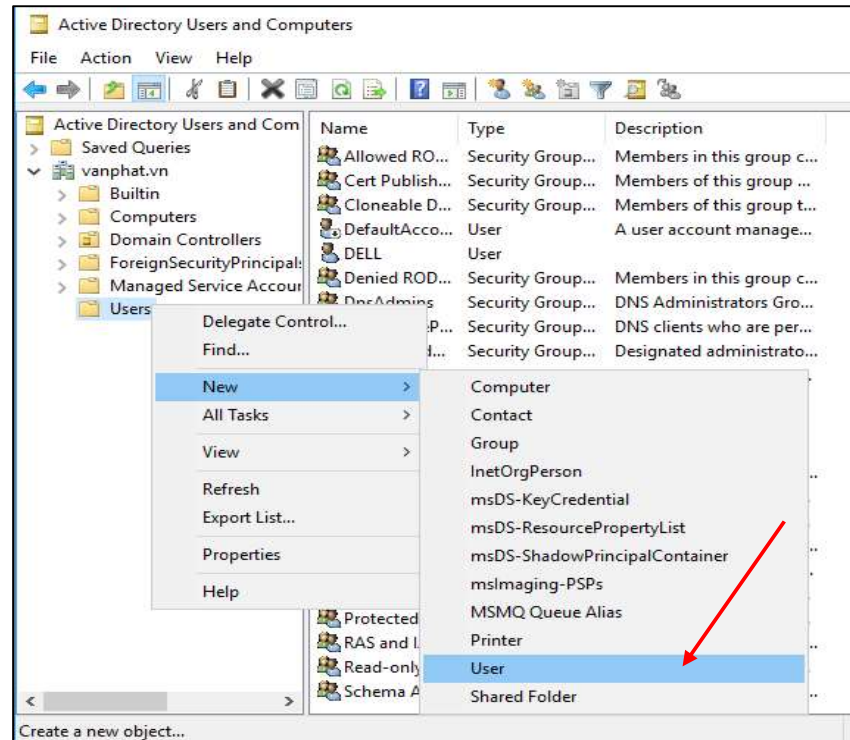 Active Directory Users and Computers
File Action View Help
Active Directory Users and Com
Saved Queries
vanphat.vn
Builtin
Computers
Domain Controllers
ForeignSecurityPrincipals
Managed Service Accour
Users
Name Type Description
Allowed RO... Security Group... Members in this group c...
Cert Publish... Security Group... Members of this group ...
Cloneable D... Security Group... Members of this group t...
DefaultAcco... User A user account manage...
DELL User
Denied ROD... Security Group... Members in this group c...
DnsAdmins Security Group... DNS Administrators Gro...
P... Security Group... DNS clients who are per...
Security Group... Designated administrato...
Protected
RAS and I
Read-only
Schema A
Delegate Control...
Find...
New
All Tasks
View
Refresh
Export List...
Properties
Help
Computer
Contact
Group
InetOrgPerson
msDS-KeyCredential
msDS-ResourcePropertyList
msDS-ShadowPrincipalContainer
msImaging-PSPs
MSMQ Queue Alias
Printer
User
Shared Folder
Create a new object...